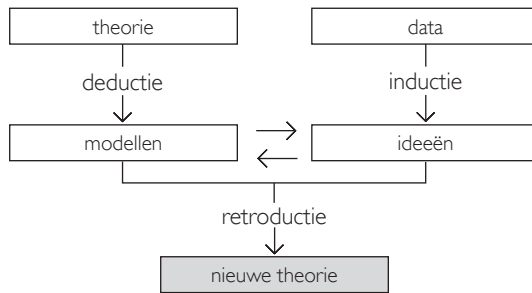 theorie
data
deductie
inductie
modellen
ideeën
retroductie
nieuwe theorie